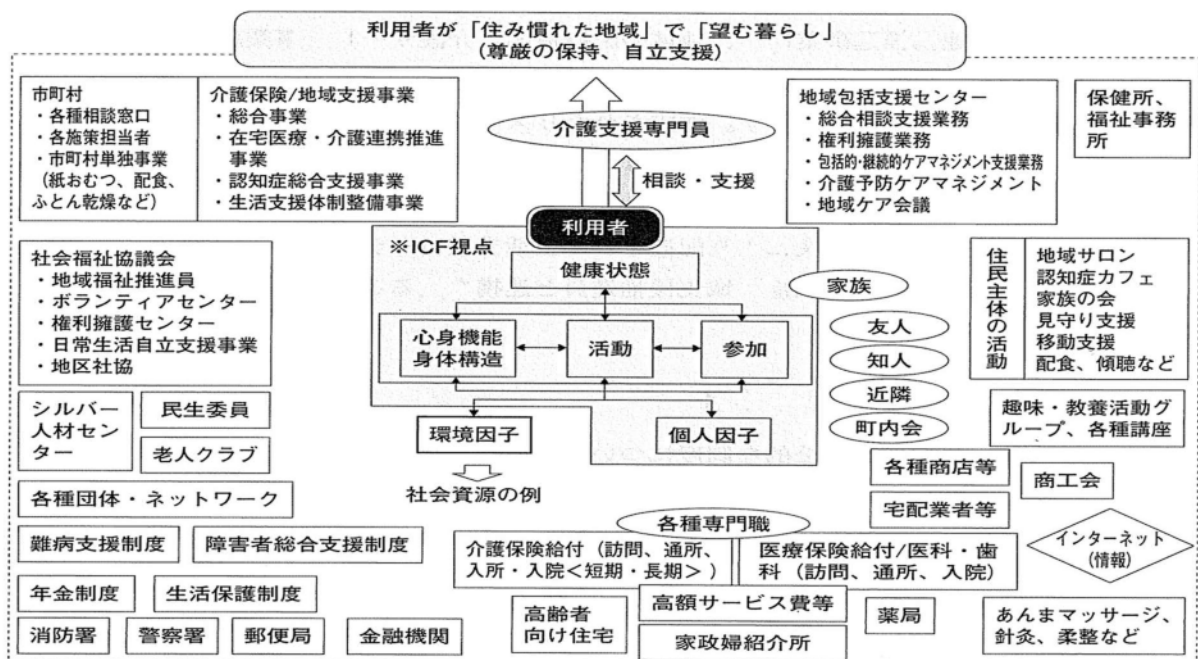 利用者が「住み慣れた地域」で「望む暮らし」
(尊厳の保持、自立支援)
市町村
・各種相談窓口
・各施策担当者
・市町村単独事業
(紙おむつ、配食、
ふとん乾燥など)
介護保険/地域支援事業
・総合事業
・在宅医療・介護連携推進
事業
・認知症総合支援事業
・生活支援体制整備事業
介護支援専門員
相談・支援
地域包括支援センター
・総合相談支援業務
・権利擁護業務
・包括的・継続的ケアマネジメント支援業務
・介護予防ケアマネジメント
・地域ケア会議
保健所、
福祉事務
所
利用者
※ICF視点
健康状態
心身機能
身体構造
活動
参加
環境因子
個人因子
社会資源の例
社会福祉協議会
・地域福祉推進員
・ボランティアセンター
・権利擁護センター
・日常生活自立支援事業
・地区社協
家族
友人
知人
近隣
町内会
住民主体の活動
地域サロン
認知症カフェ
家族の会
見守り支援
移動支援
配食、傾聴など
シルバー
人材セン
ター
民生委員
老人クラブ
趣味・教養活動グ
ループ、各種講座
各種商店等
商工会
宅配業者等
各種団体・ネットワーク
各種専門職
インターネット
(情報)
難病支援制度
障害者総合支援制度
介護保険給付(訪問、通所、
入所・入院<短期・長期>)
医療保険給付/医科・歯
科(訪問、通所、入院)
年金制度
生活保護制度
高齢者
向け住宅
高額サービス費等
薬局
あんまマッサージ、
針灸、柔整など
消防署
警察署
郵便局
金融機関
家政婦紹介所